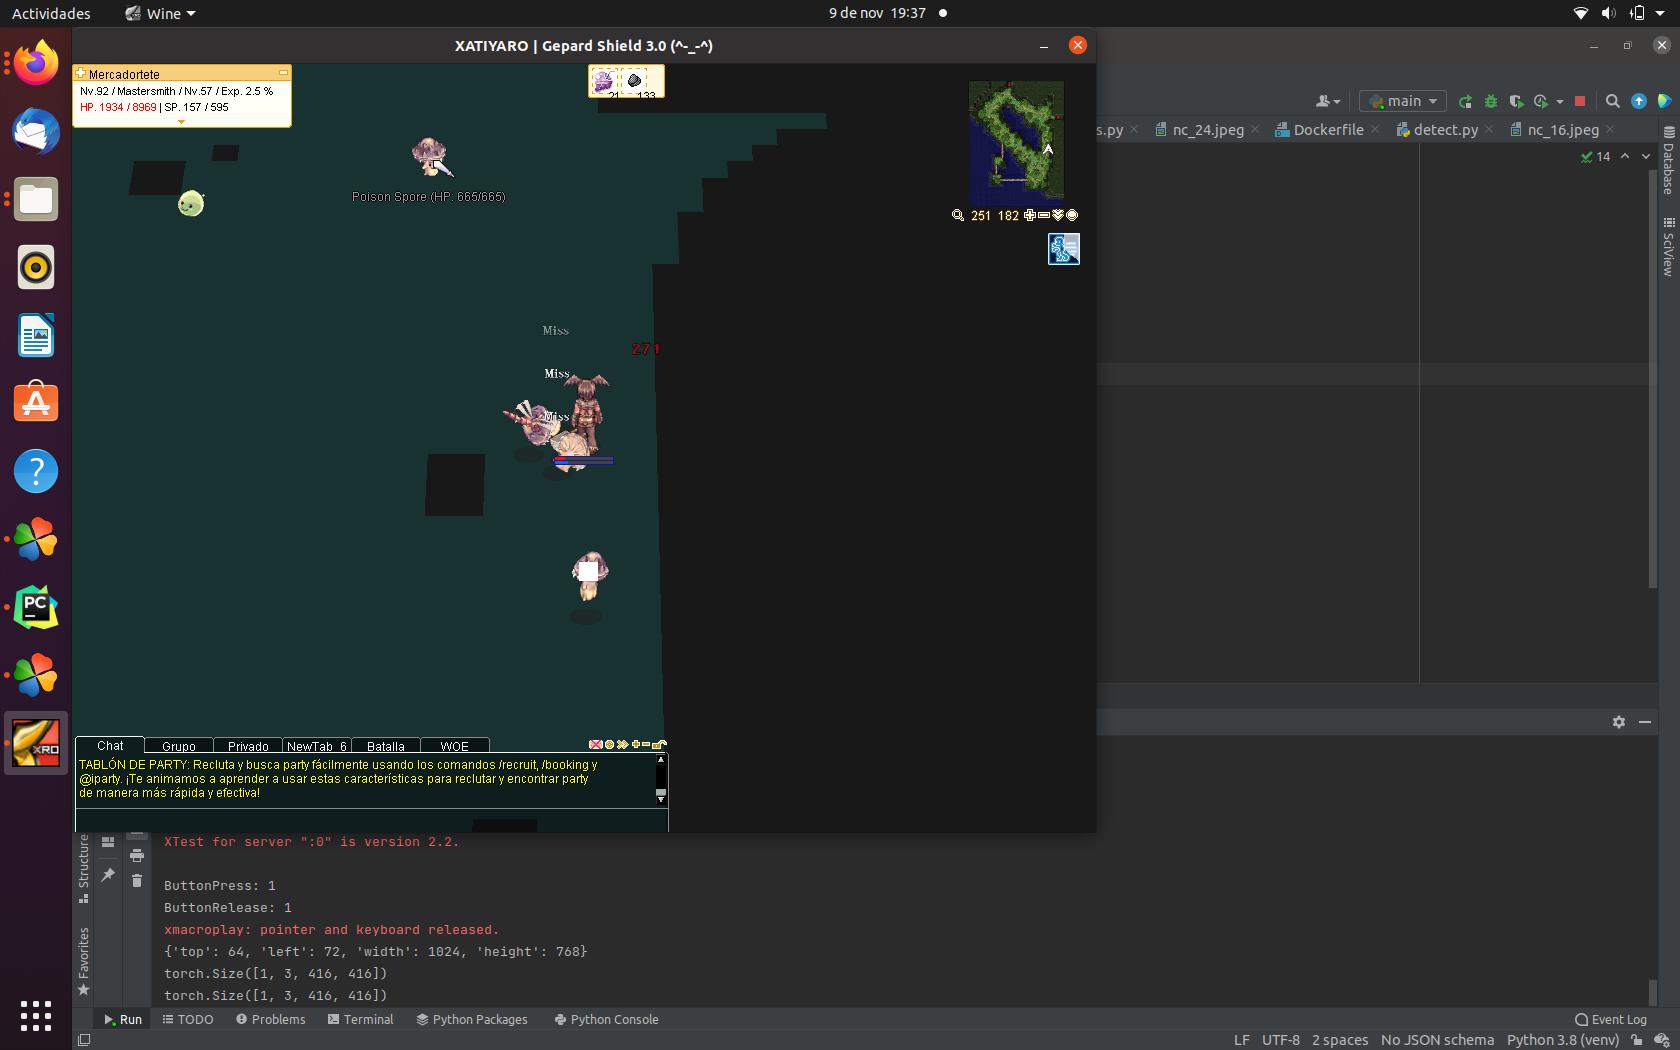 Actividades
Wine
9 de nov 19:37
XATIYARO | Gepard Shield 3.0 (^-_-^)
Mercadortete
Nv.92 / Mastersmith / Nv.57 / Exp. 2.5 %
HP. 1934 / 8969 | SP. 157 / 595
21
133
251 182
Poison Spore (HP: 665/665)
Miss
271
Miss
Miss
main
s.py
nc_24.jpeg
Dockerfile
detect.py
nc_16.jpeg
14
Database
SciView
PC
XRO
Chat
Grupo
Privado
NewTab_6
Batalla
WOE
TABLÓN DE PARTY: Recluta y busca party fácilmente usando los comandos /recruit, /booking y
@iparty. ¡Te animamos a aprender a usar estas características para reclutar y encontrar party
de manera más rápida y efectiva!
Structure
Favorites
XTest for server ":0" is version 2.2.
ButtonPress: 1
ButtonRelease: 1
xmacroplay: pointer and keyboard released.
{'top': 64, 'left': 72, 'width': 1024, 'height': 768}
torch.Size([1, 3, 416, 416])
torch.Size([1, 3, 416, 416])
Run
TODO
Problems
Terminal
Python Packages
Python Console
Event Log
LF
UTF-8
2 spaces
No JSON schema
Python 3.8 (venv)